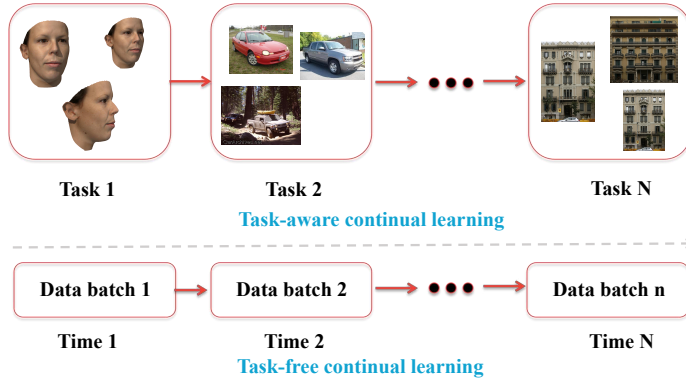 Task 1
Task 2
Task N
Task-aware continual learning
Data batch 1
Data batch 2
Data batch n
Time 1
Time 2
Time N
Task-free continual learning